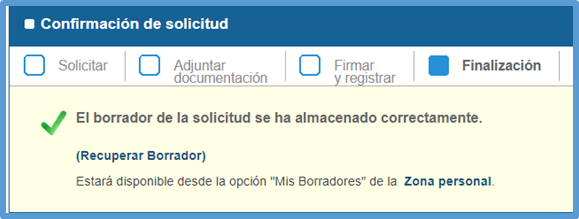 Confirmación de solicitud
Solicitar
Adjuntar
documentación
Firmar
y registrar
Finalización
El borrador de la solicitud se ha almacenado correctamente.
(Recuperar Borrador)
Estará disponible desde la opción "Mis Borradores" de la Zona personal.